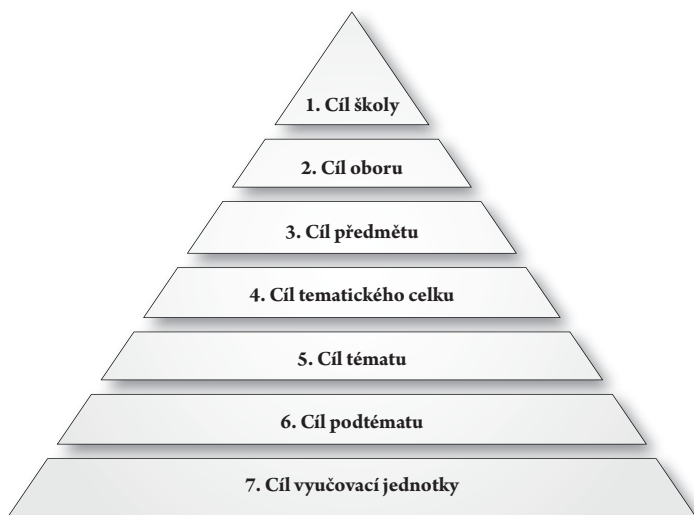 1. Cíl školy
2. Cíl oboru
3. Cíl předmětu
4. Cíl tematického celku
5. Cíl tématu
6. Cíl podtématu
7. Cíl vyučovací jednotky